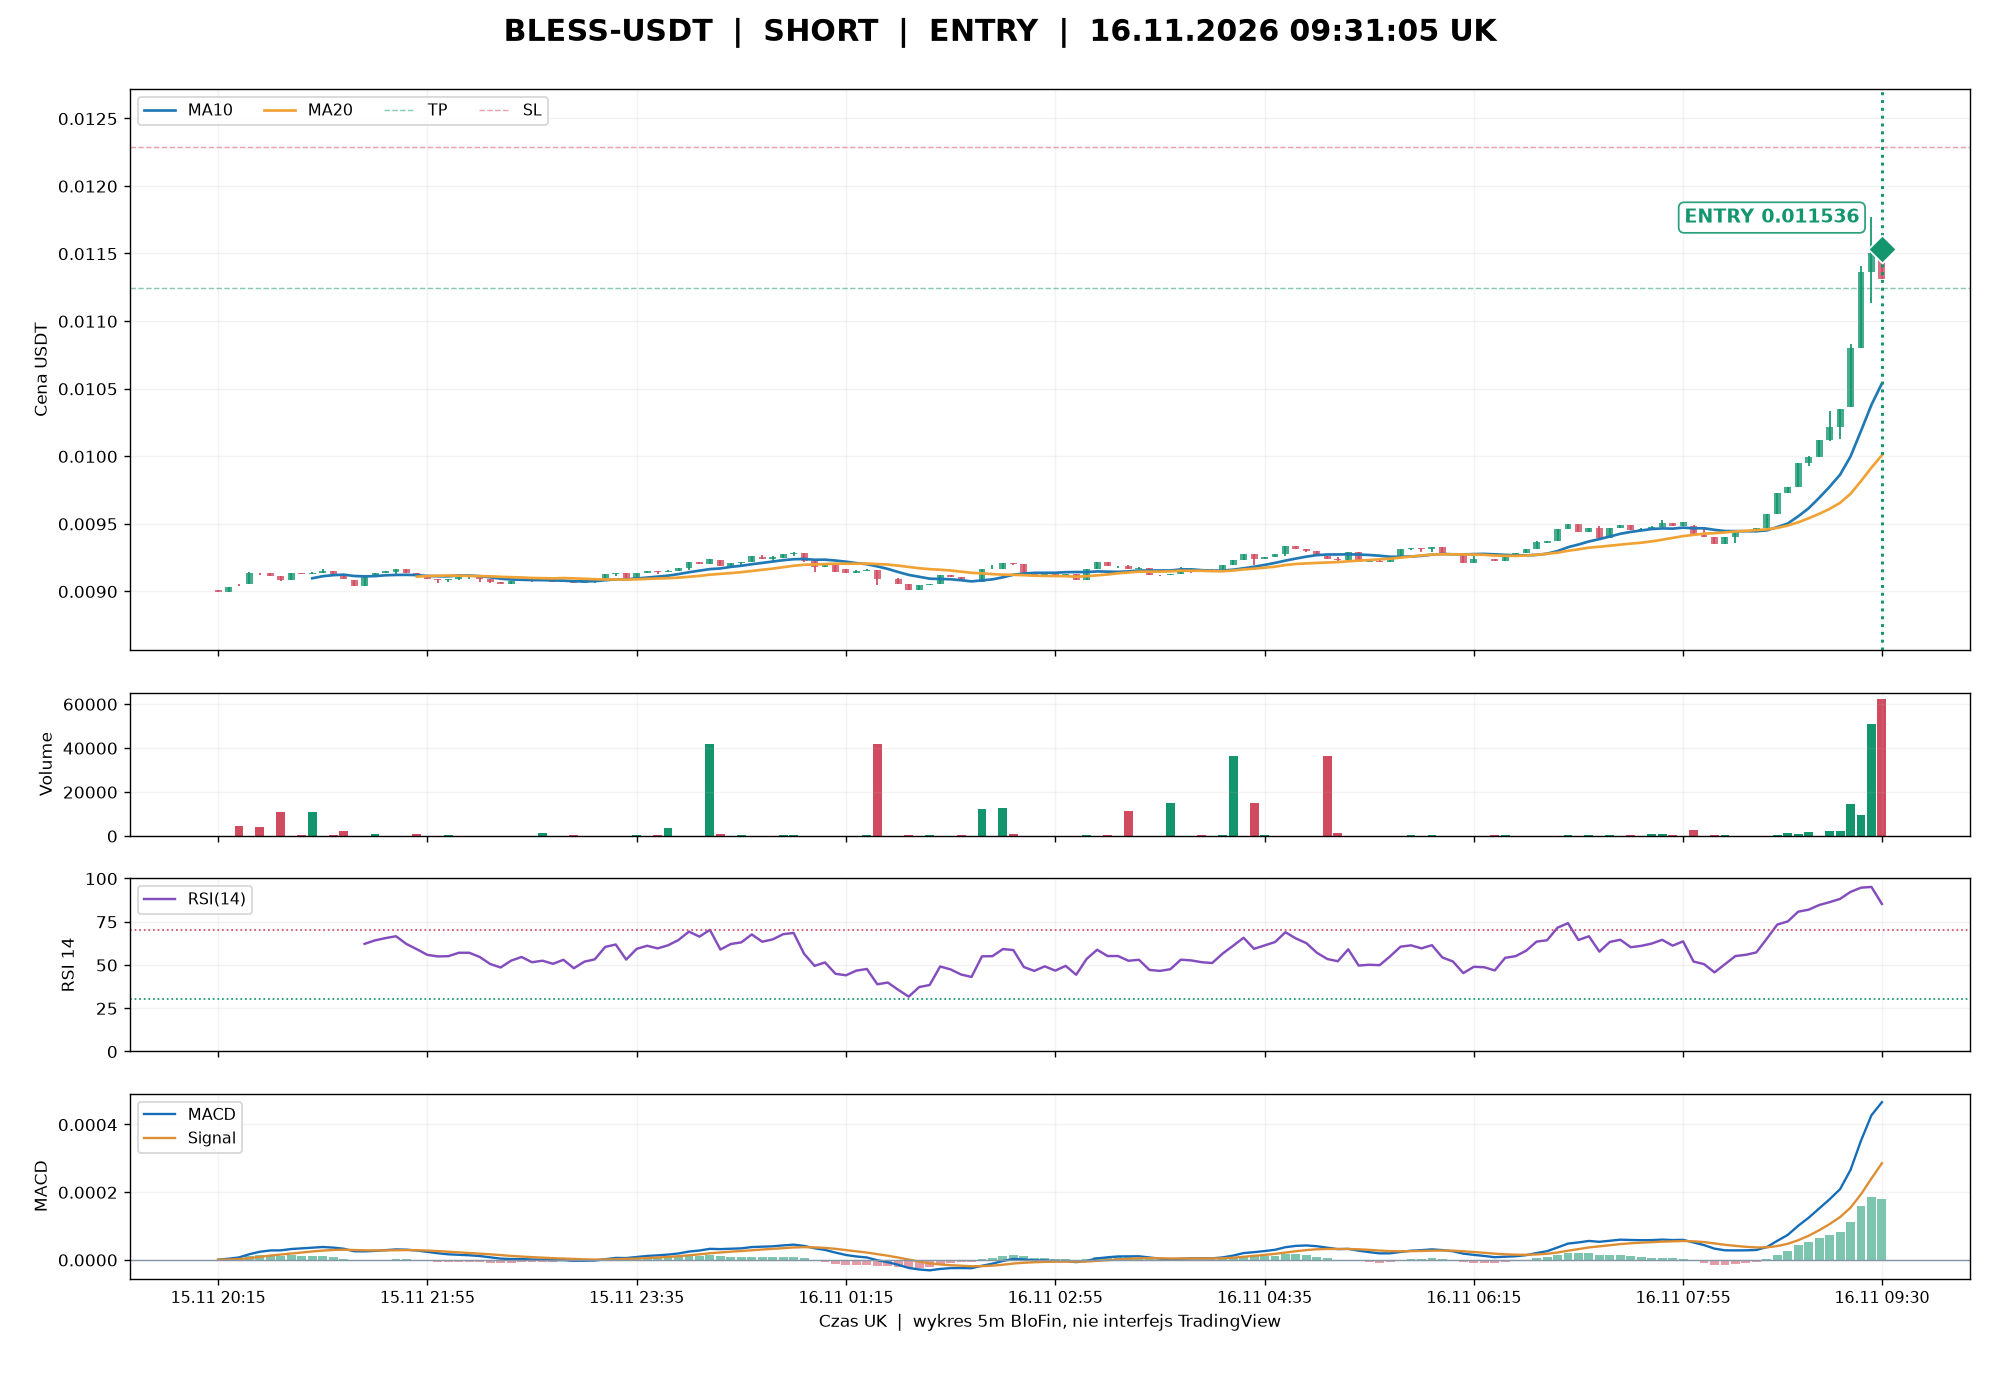 BLESS-USDT | SHORT | ENTRY | 16.11.2026 09:31:05 UK
MA10 MA20 TP SL
Cena USDT
0.0125
0.0120
0.0115
0.0110
0.0105
0.0100
0.0095
0.0090
ENTRY 0.011536
Volume
60000
40000
20000
0
RSI(14)
RSI 14
100
75
50
25
0
MACD
Signal
MACD
0.0004
0.0002
0.0000
15.11 20:15 15.11 21:55 15.11 23:35 16.11 01:15 16.11 02:55 16.11 04:35 16.11 06:15 16.11 07:55 16.11 09:30
Czas UK | wykres 5m BloFin, nie interfejs TradingView